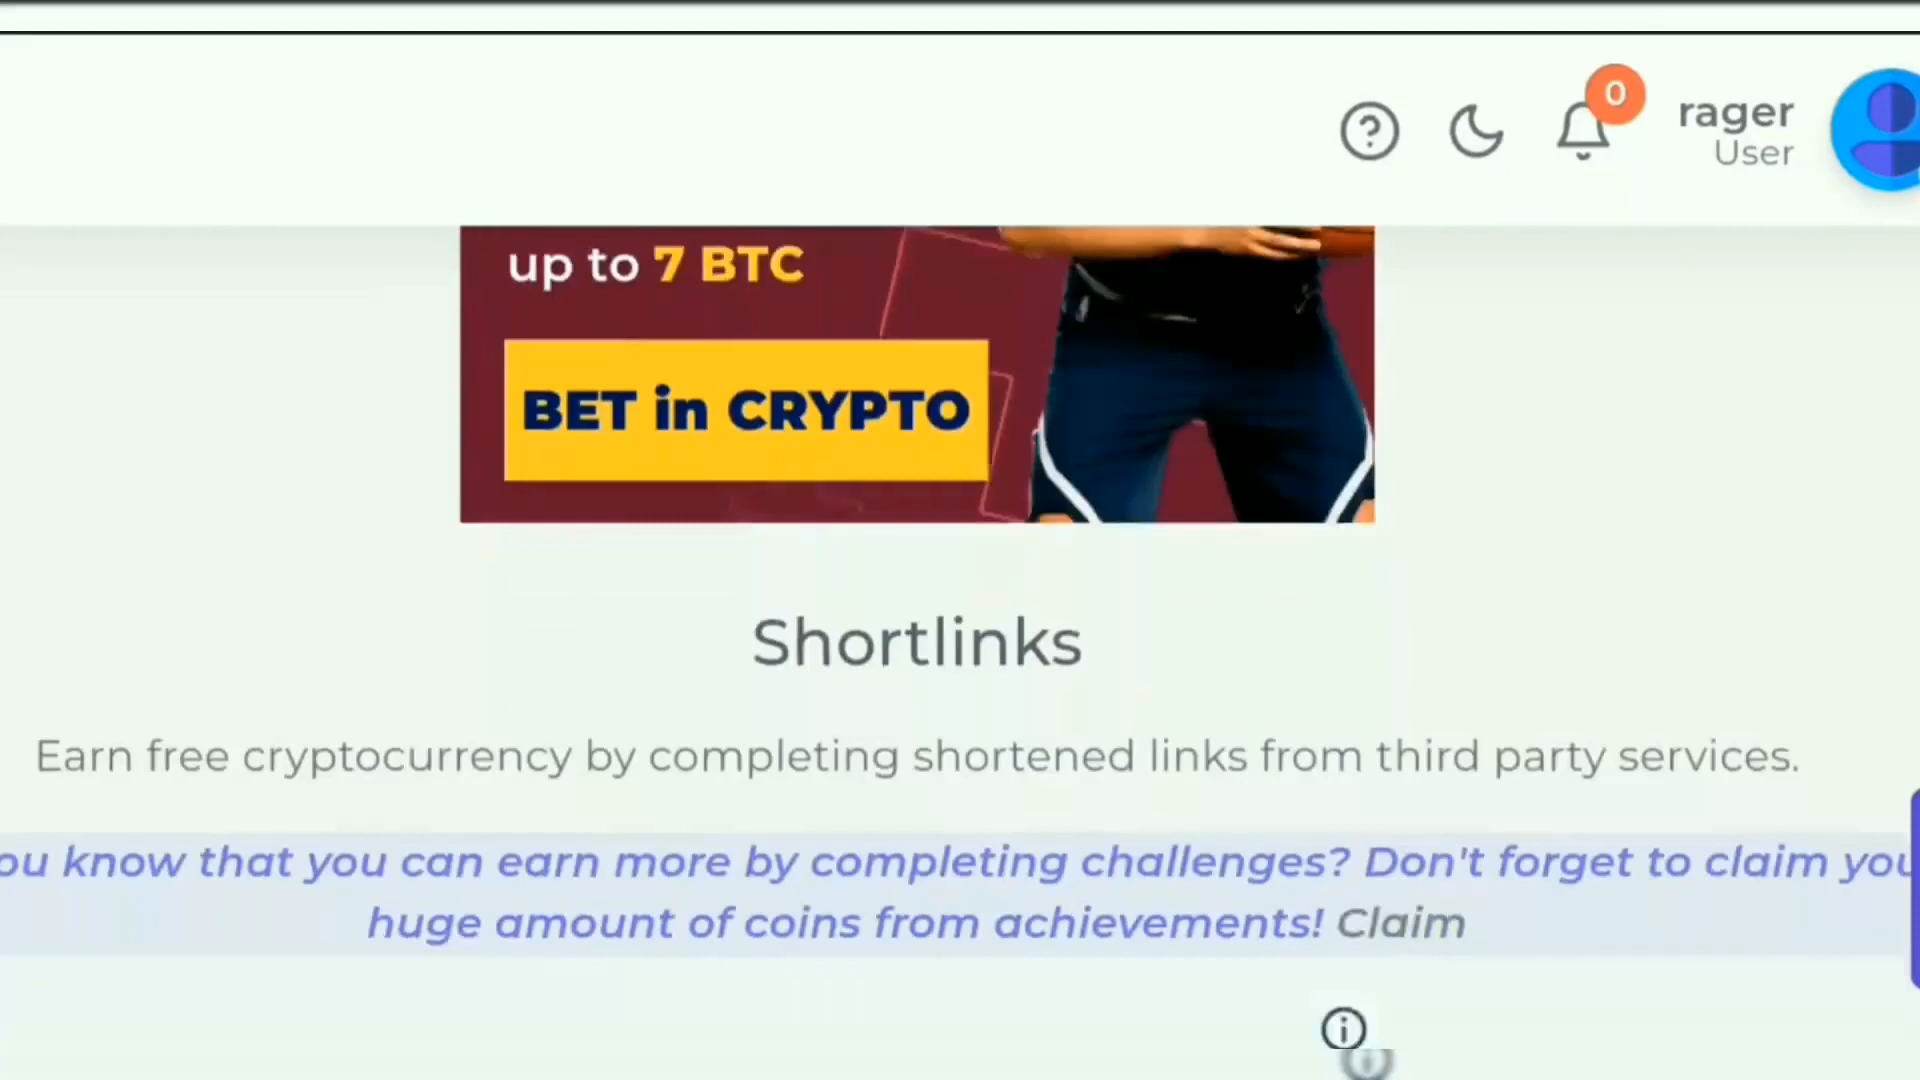 0
rager
User
up to 7 BTC
BET in CRYPTO
Shortlinks
Earn free cryptocurrency by completing shortened links from third party services.
know that you can earn more by completing challenges? Don't forget to claim
huge amount of coins from achievements! Claim